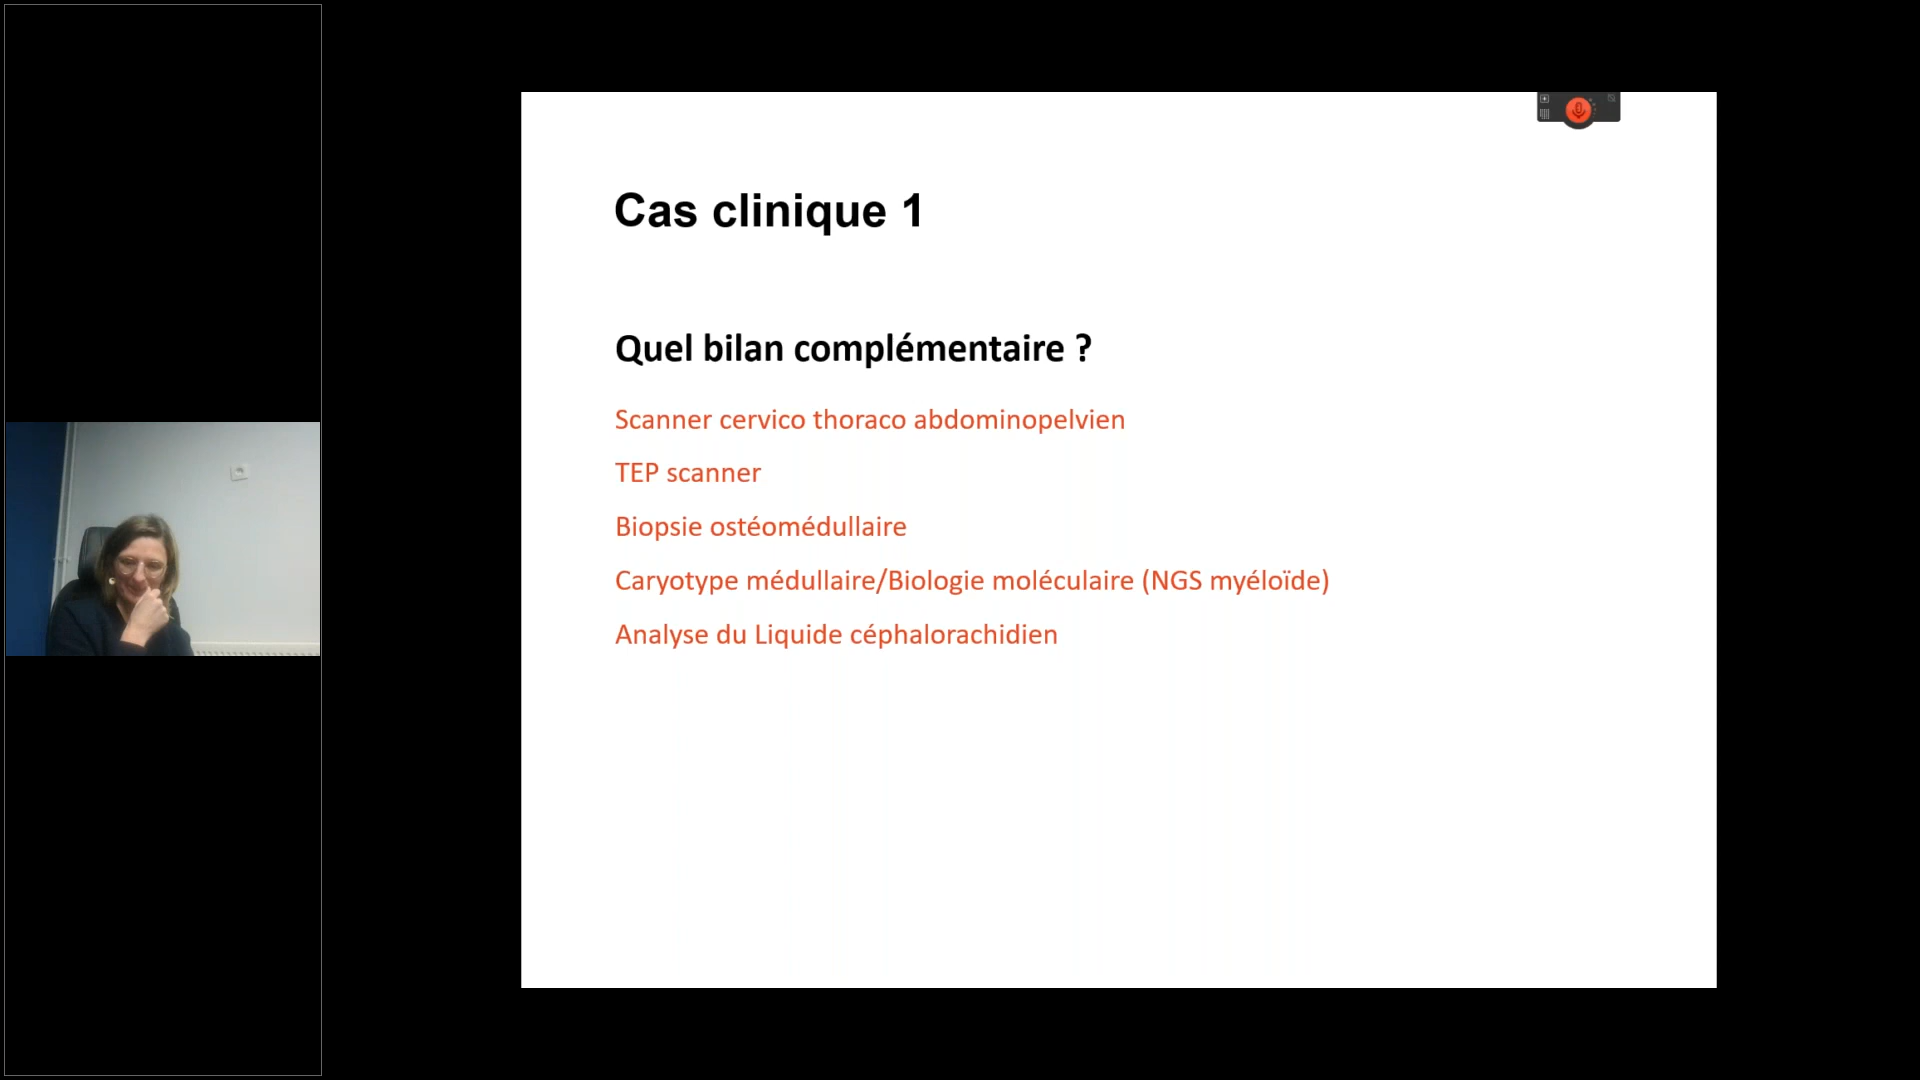 Cas clinique 1
Quel bilan complémentaire ?
Scanner cervico thoraco abdominopelvien
TEP scanner
Biopsie ostéomédullaire
Caryotype médullaire/Biologie moléculaire (NGS myéloïde)
Analyse du Liquide céphalorachidien